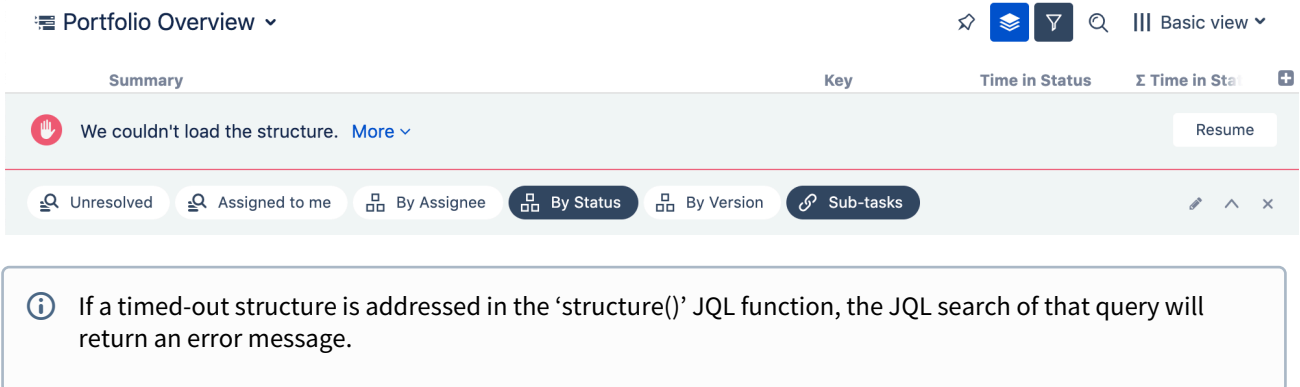 Portfolio Overview
Basic view
Summary Key Time in Status Σ Time in Sta
We couldn't load the structure. More
Resume
Unresolved Assigned to me By Assignee By Status By Version Sub-tasks
If a timed-out structure is addressed in the ‘structure()’ JQL function, the JQL search of that query will
return an error message.